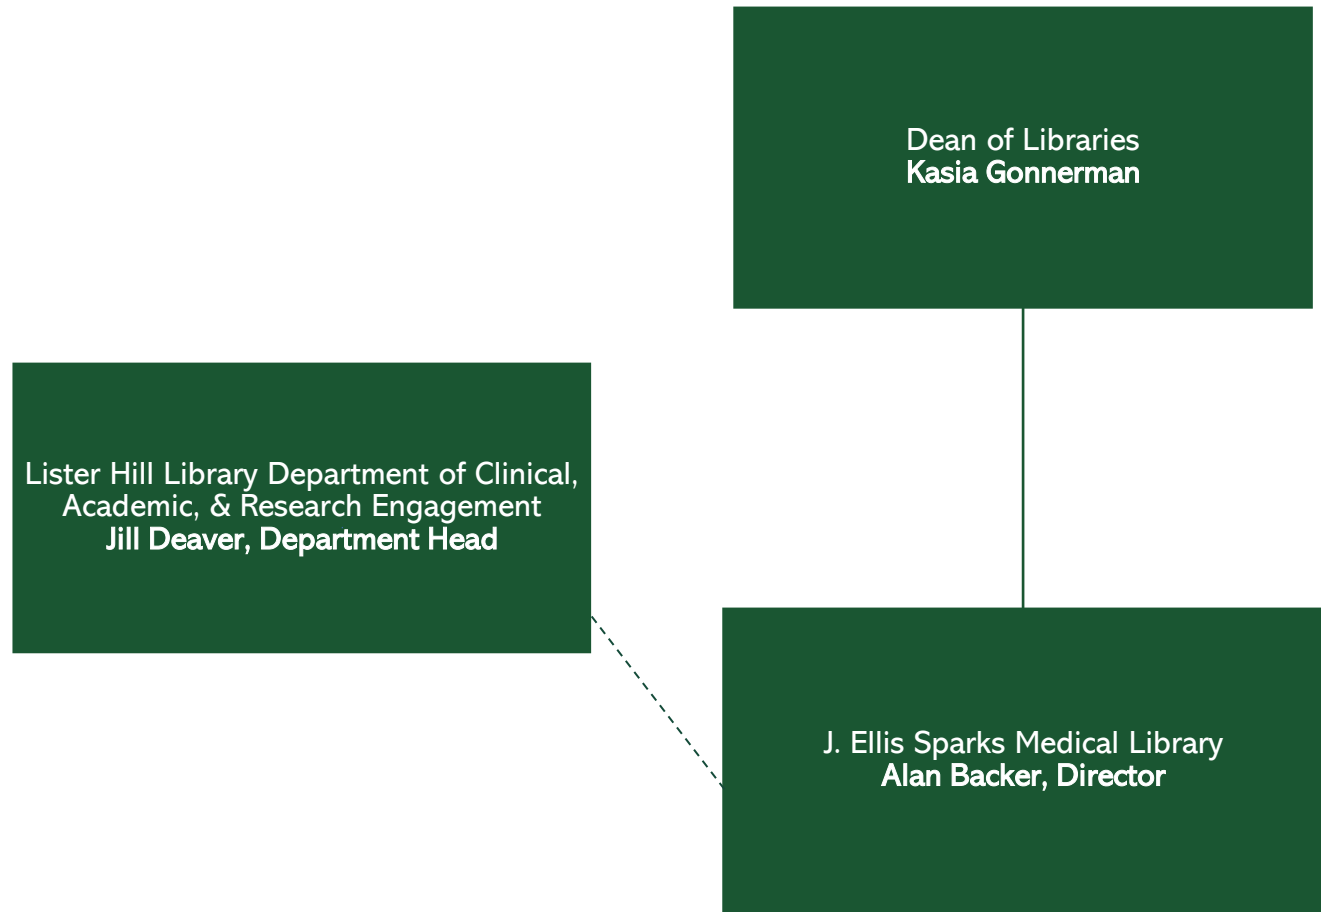 Dean of Libraries
Kasia Gonnerman
Lister Hill Library Department of Clinical,
Academic, & Research Engagement
Jill Deaver, Department Head
J. Ellis Sparks Medical Library
Alan Backer, Director